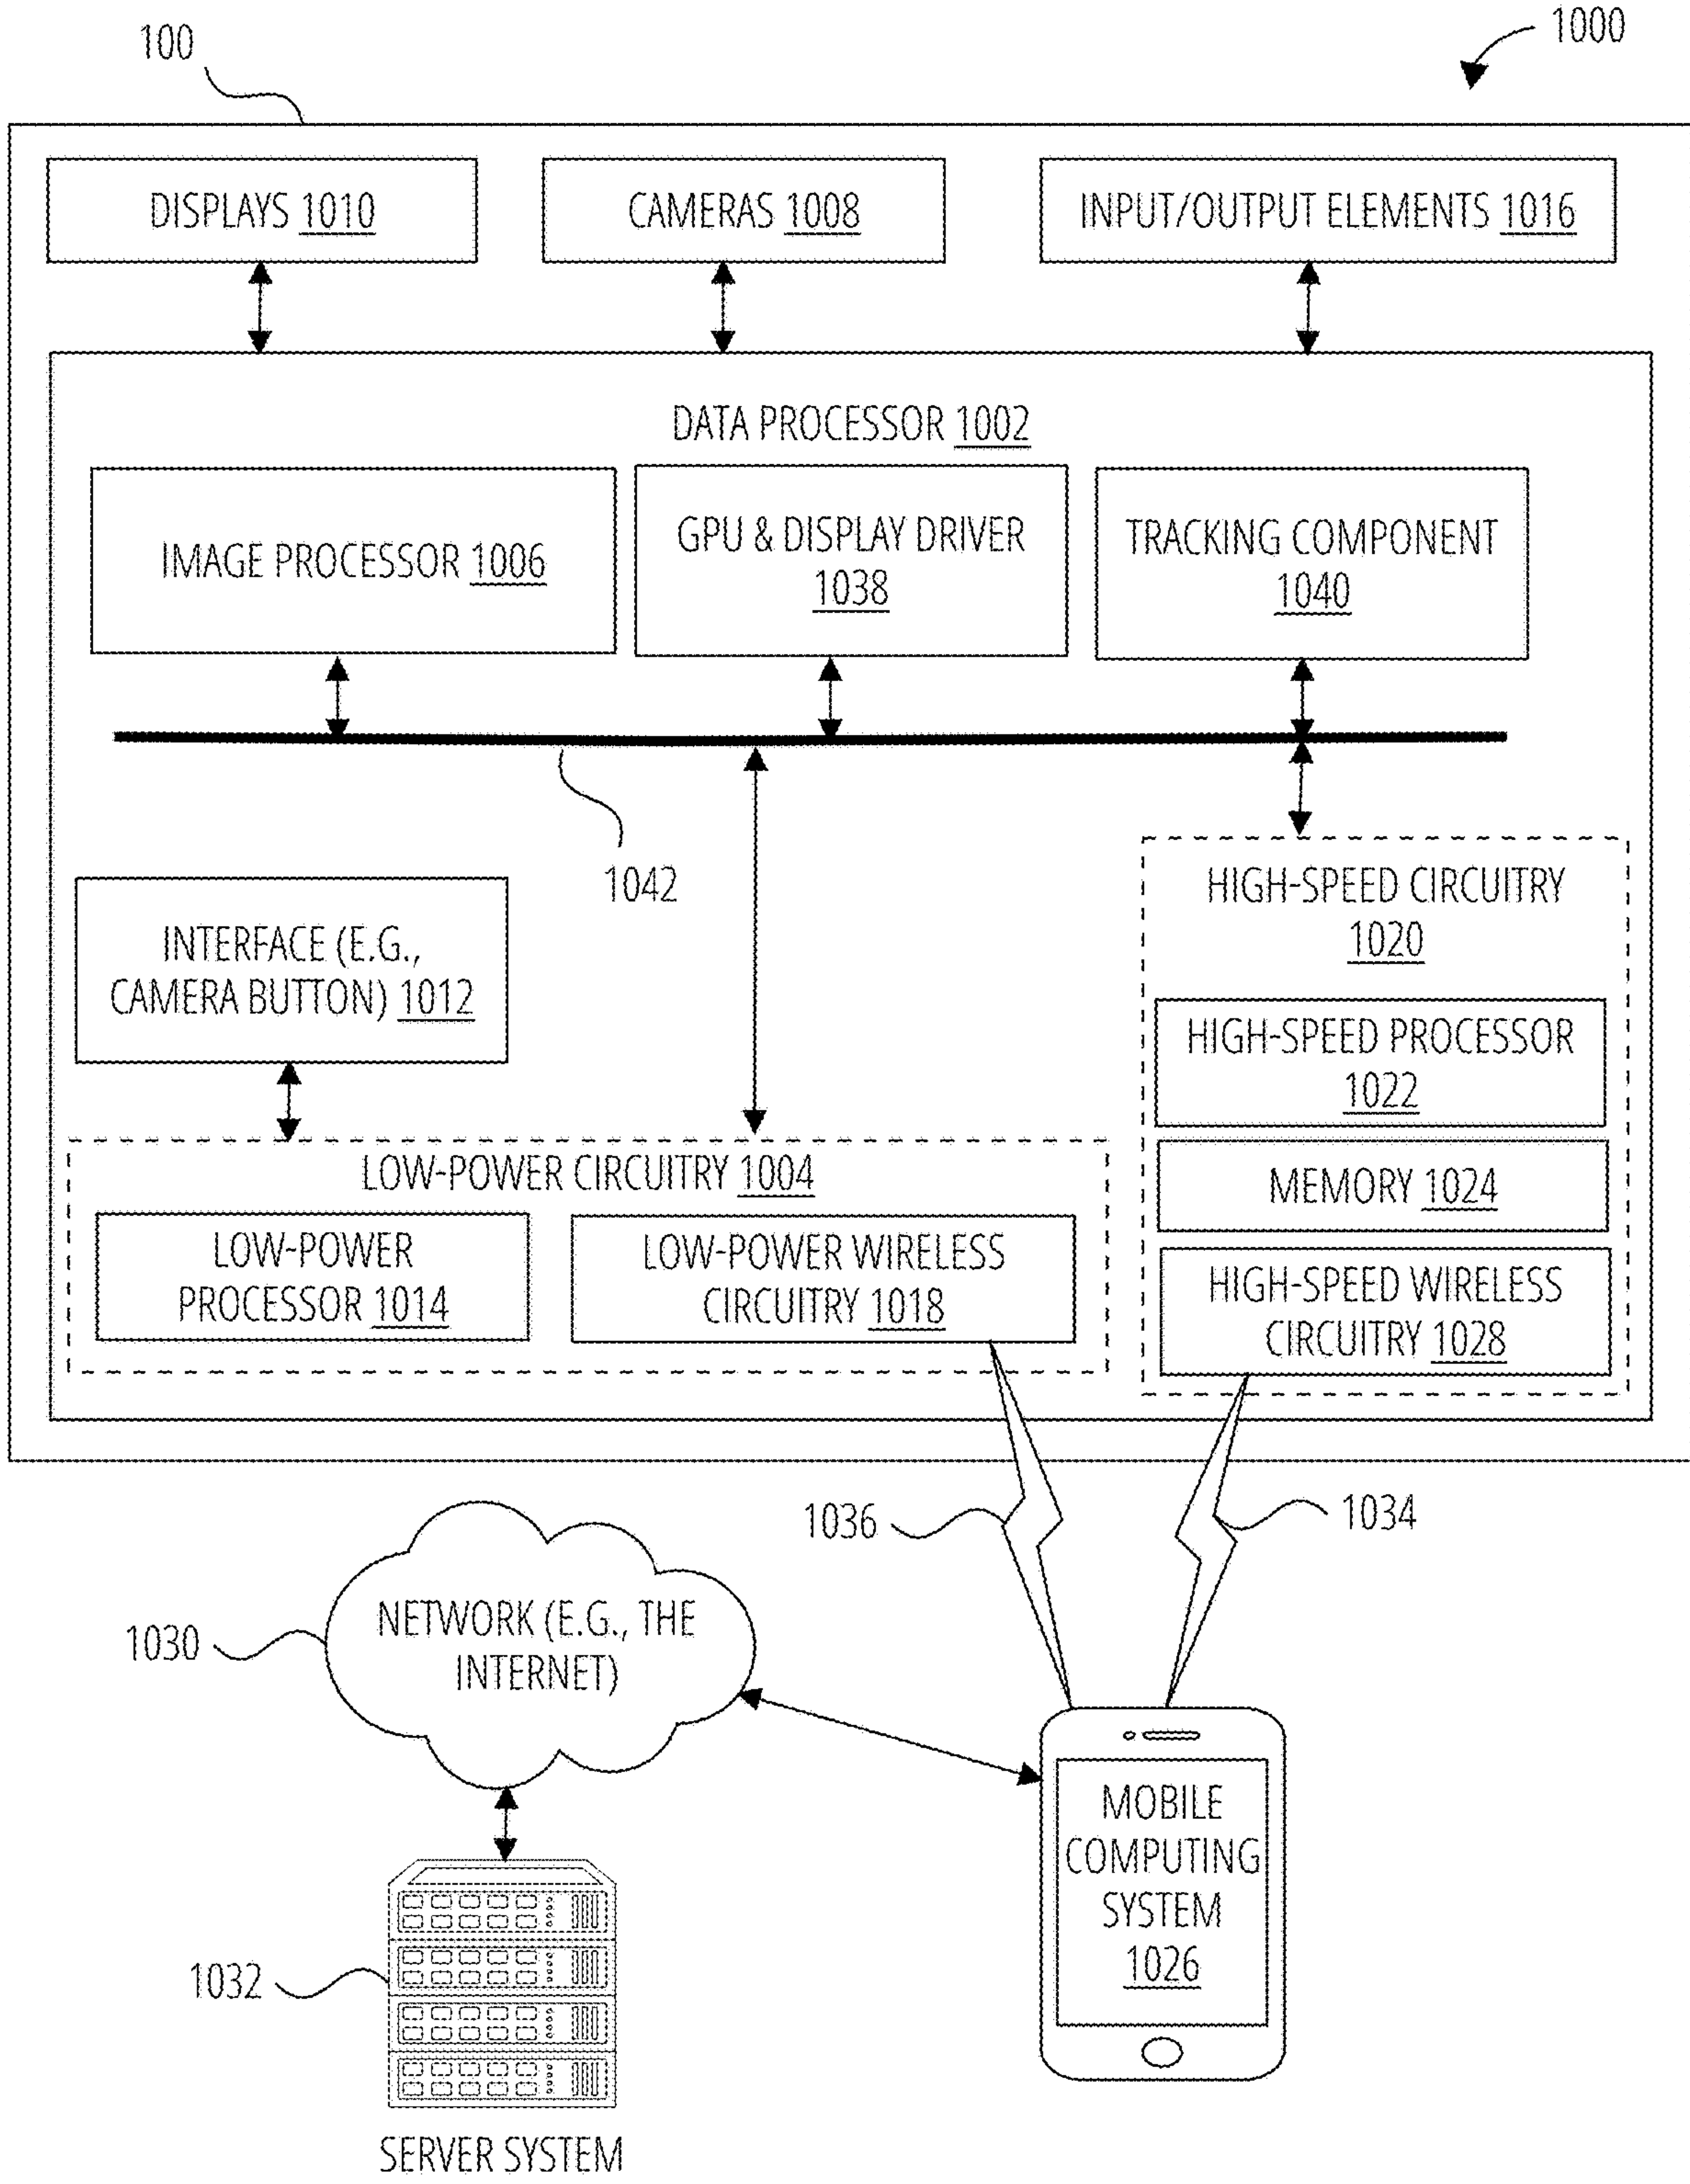 100
1000
DISPLAYS 1010
CAMERAS 1008
INPUT/OUTPUT ELEMENTS 1016
DATA PROCESSOR 1002
IMAGE PROCESSOR 1006
GPU & DISPLAY DRIVER
1038
TRACKING COMPONENT
1040
1042
INTERFACE (E.G.,
CAMERA BUTTON) 1012
HIGH-SPEED CIRCUITRY
1020
HIGH-SPEED PROCESSOR
1022
MEMORY 1024
HIGH-SPEED WIRELESS
CIRCUITRY 1028
LOW-POWER CIRCUITRY 1004
LOW-POWER
PROCESSOR 1014
LOW-POWER WIRELESS
CIRCUITRY 1018
1036
1034
1030
NETWORK (E.G., THE
INTERNET)
MOBILE
COMPUTING
SYSTEM
1026
1032
SERVER SYSTEM